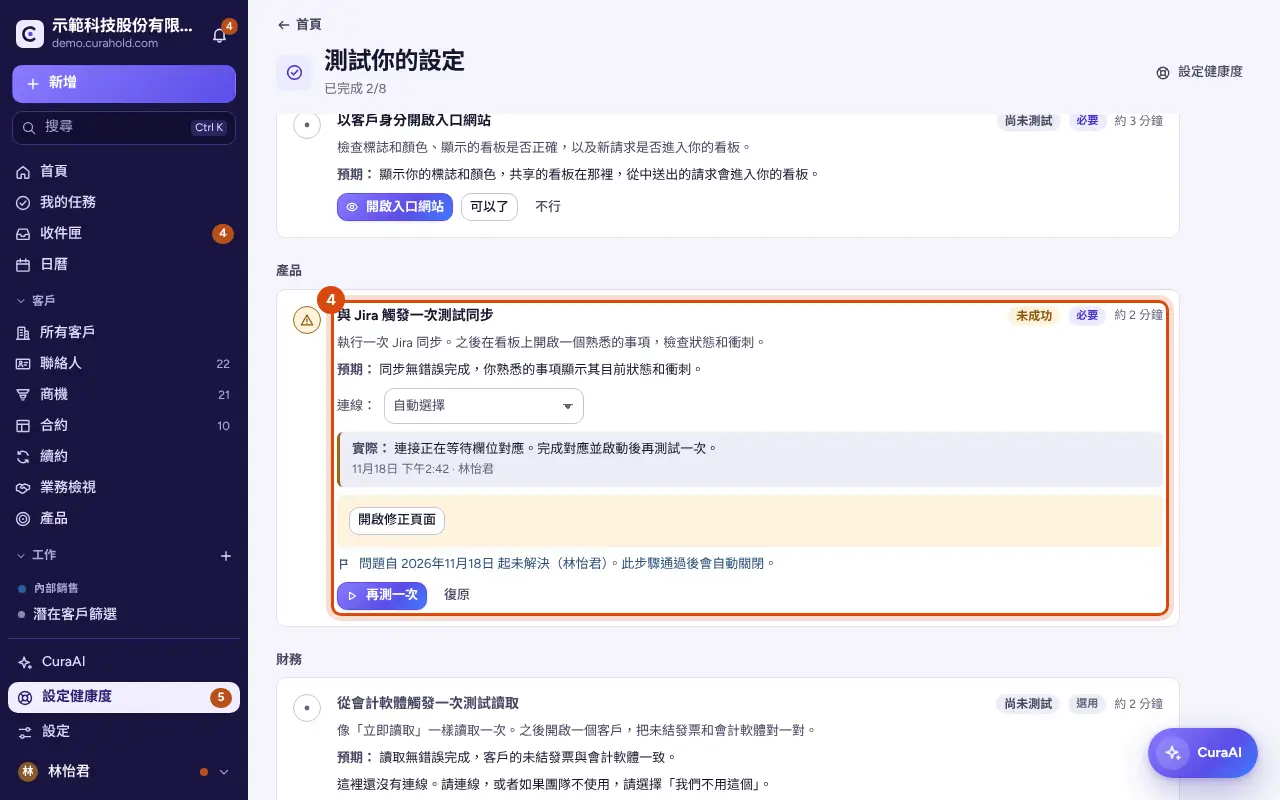 示範科技股份有限...
demo.curahold.com
4
新增
搜尋
Ctrl K
首頁
我的任務
收件匣
4
日曆
客戶
所有客戶
聯絡人
22
商機
21
合約
10
續約
業務檢視
產品
工作
內部銷售
潛在客戶篩選
CuraAI
設定健康度
5
設定
林
林怡君
首頁
測試你的設定
已完成 2/8
設定健康度
以客戶身分開啟入口網站
尚未測試
必要
約 3 分鐘
檢查標誌和顏色、顯示的看板是否正確，以及新請求是否進入你的看板。
預期： 顯示你的標誌和顏色，共享的看板在那裡，從中送出的請求會進入你的看板。
開啟入口網站
可以了
不行
產品
4
與 Jira 觸發一次測試同步
未成功
必要
約 2 分鐘
執行一次 Jira 同步。之後在看板上開啟一個熟悉的事項，檢查狀態和衝刺。
預期： 同步無錯誤完成，你熟悉的事項顯示其目前狀態和衝刺。
連線：
自動選擇
實際： 連接正在等待欄位對應。完成對應並啟動後再測試一次。
11月18日 下午2:42 · 林怡君
開啟修正頁面
問題自 2026年11月18日 起未解決（林怡君）。此步驟通過後會自動關閉。
再測一次
復原
財務
從會計軟體觸發一次測試讀取
尚未測試
選用
約 2 分鐘
像「立即讀取」一樣讀取一次。之後開啟一個客戶，把未結發票和會計軟體對一對。
預期： 讀取無錯誤完成，客戶的未結發票與會計軟體一致。
這裡還沒有連線。請連線，或者如果團隊不使用，請選擇「我們不用這個」。
CuraAI